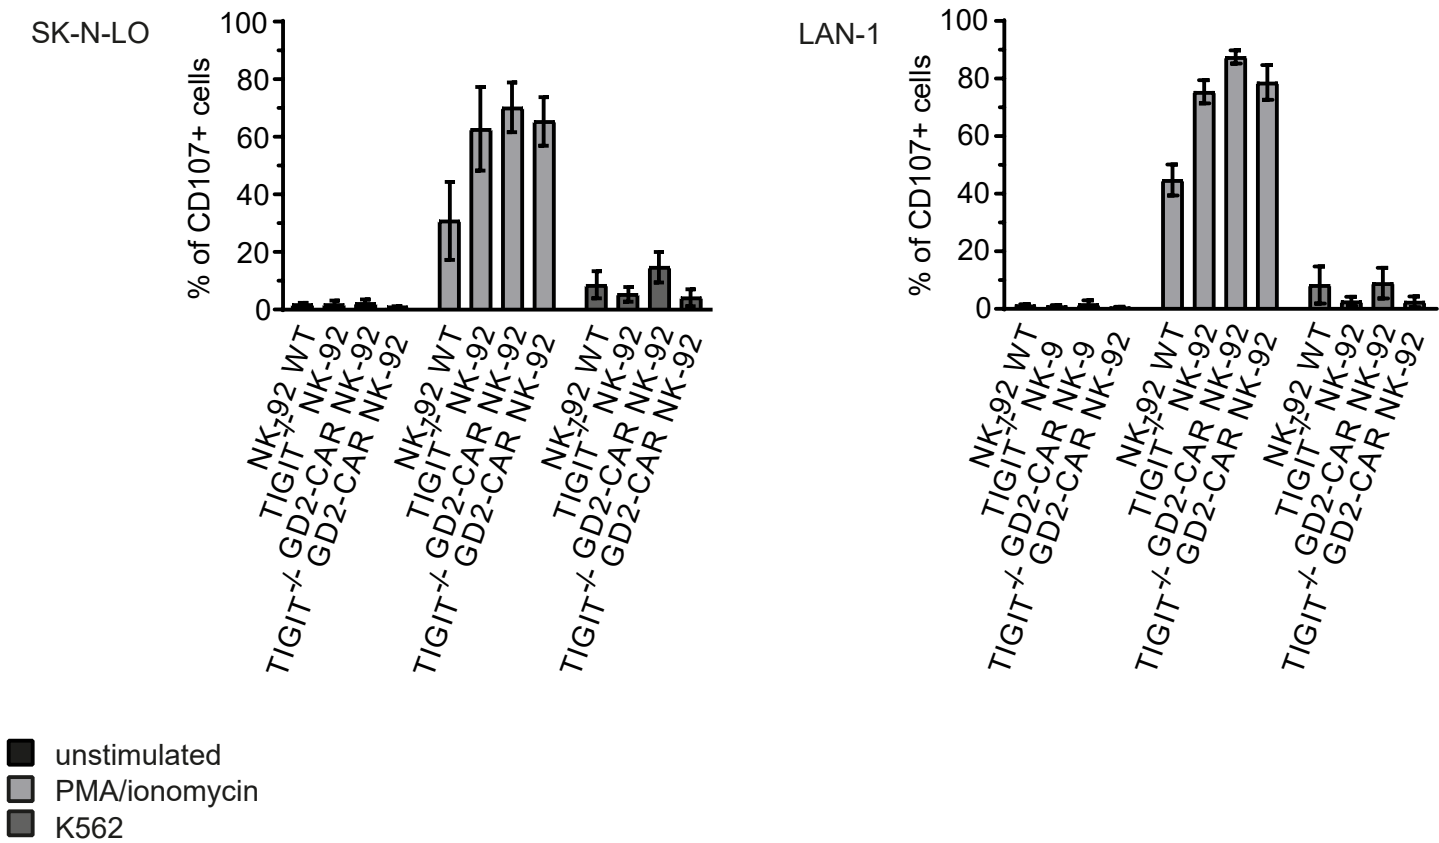 SK-N-LO
% of CD107+ cells
100
80
60
40
20
0
NK-92 WT
TIGIT-/- NK-92
TIGIT-/- GD2-CAR NK-92
GD2-CAR NK-92
NK-92 WT
TIGIT-/- NK-92
TIGIT-/- GD2-CAR NK-92
GD2-CAR NK-92
NK-92 WT
TIGIT-/- NK-92
TIGIT-/- GD2-CAR NK-92
GD2-CAR NK-92
LAN-1
% of CD107+ cells
100
80
60
40
20
0
NK-92 WT
TIGIT-/- NK-9
TIGIT-/- GD2-CAR NK-9
GD2-CAR NK-92
NK-92 WT
TIGIT-/- NK-92
TIGIT-/- GD2-CAR NK-92
GD2-CAR NK-92
NK-92 WT
TIGIT-/- NK-92
TIGIT-/- GD2-CAR NK-92
GD2-CAR NK-92
unstimulated
PMA/ionomycin
K562